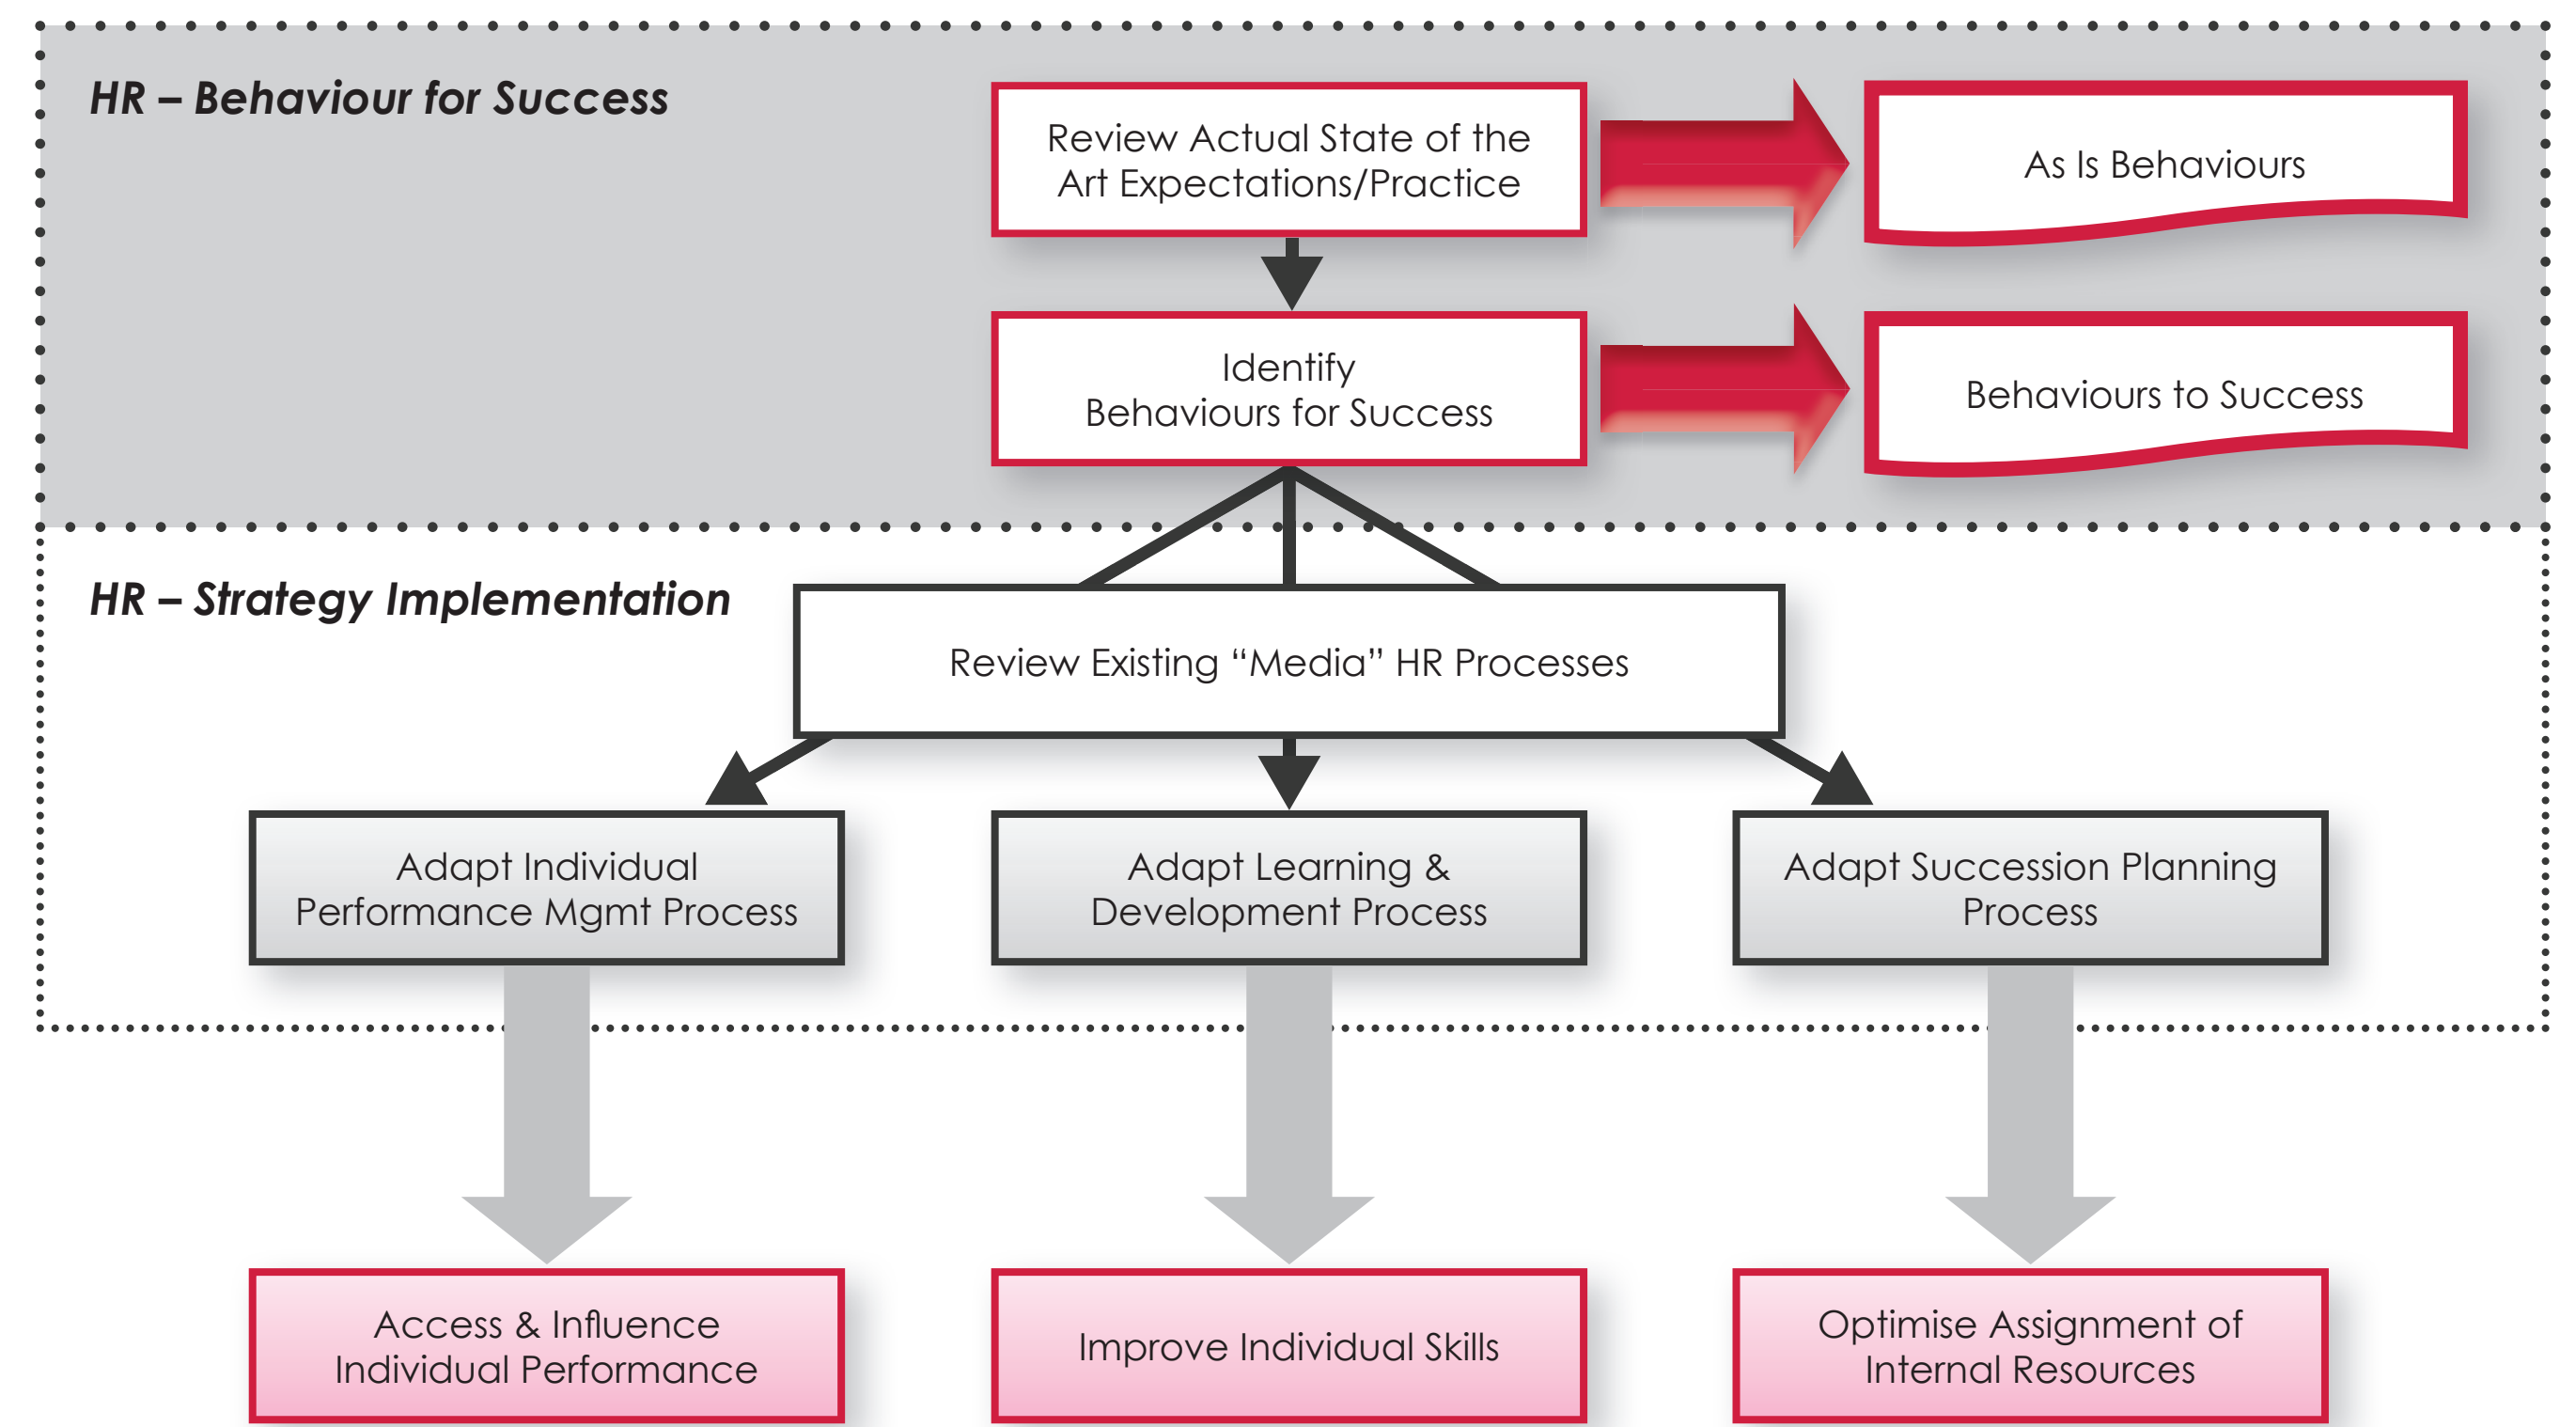 HR – Behaviour for Success
Review Actual State of the
Art Expectations/Practice
As Is Behaviours
Identify
Behaviours for Success
Behaviours to Success
HR – Strategy Implementation
Review Existing “Media” HR Processes
Adapt Individual
Performance Mgmt Process
Adapt Learning &
Development Process
Adapt Succession Planning
Process
Access & Influence
Individual Performance
Improve Individual Skills
Optimise Assignment of
Internal Resources